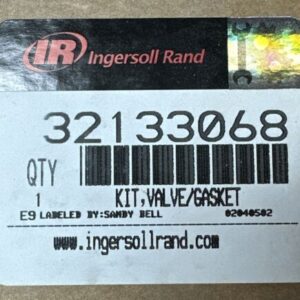 IR Ingersoll Rand
32133068
QTY
1 KIT,VALVE/GASKET
E9 LABELED BY:SANDY BELL 02040502
www.ingersollrand.com